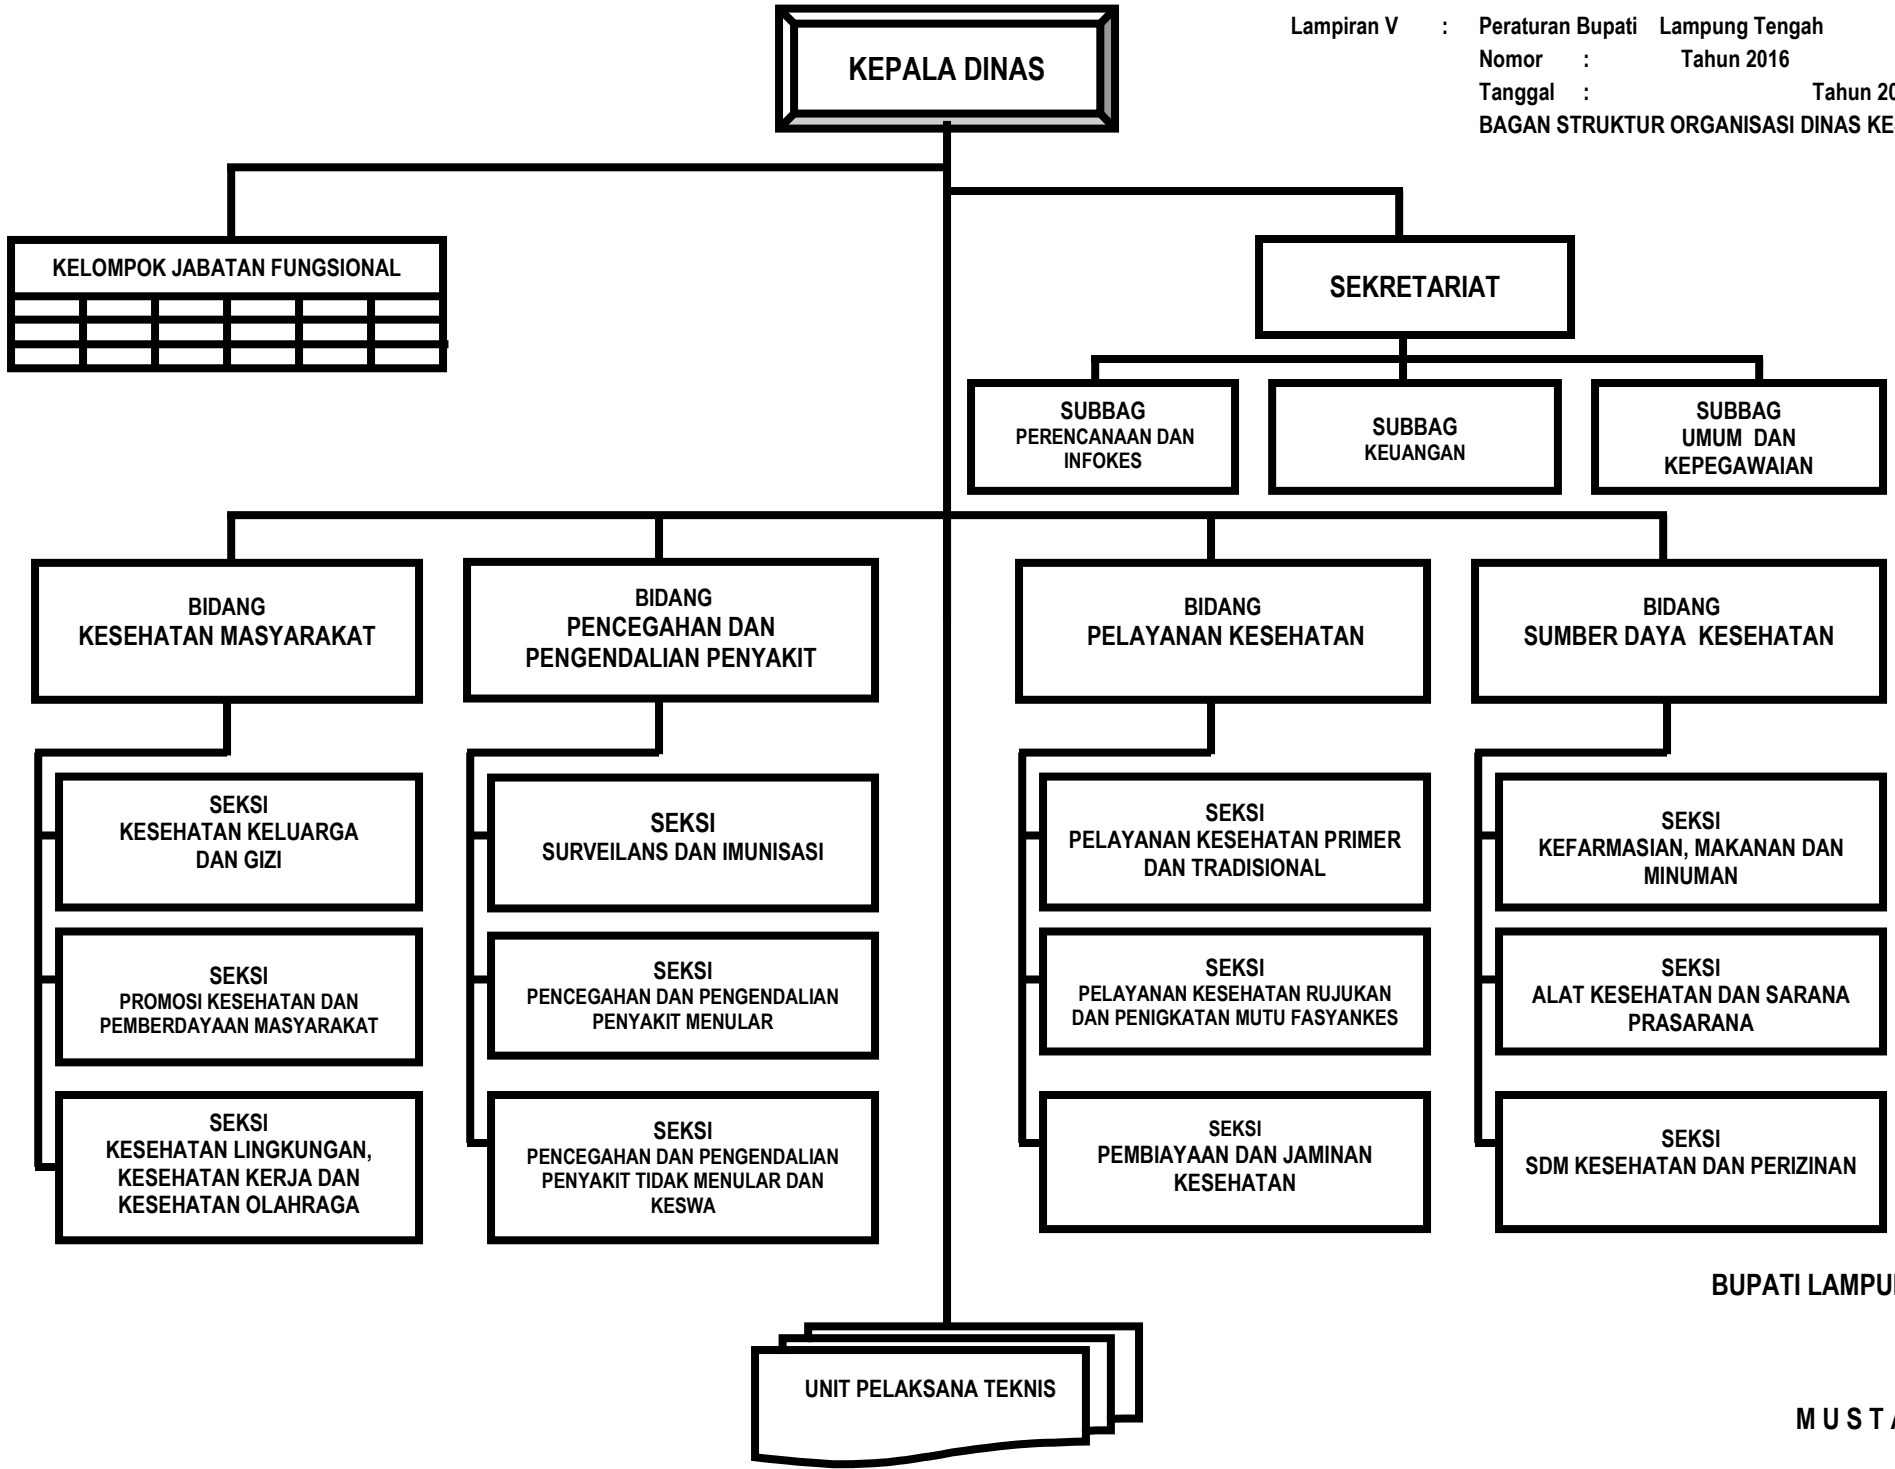 Lampiran V : Peraturan Bupati Lampung Tengah
Nomor : Tahun 2016
Tanggal : Tahun 20
BAGAN STRUKTUR ORGANISASI DINAS KE
KEPALA DINAS
KELOMPOK JABATAN FUNGSIONAL
SEKRETARIAT
SUBBAG
PERENCANAAN DAN
INFOKES
SUBBAG
KEUANGAN
SUBBAG
UMUM DAN
KEPEGAWAIAN
BIDANG
KESEHATAN MASYARAKAT
BIDANG
PENCEGAHAN DAN
PENGENDALIAN PENYAKIT
BIDANG
PELAYANAN KESEHATAN
BIDANG
SUMBER DAYA KESEHATAN
SEKSI
KESEHATAN KELUARGA
DAN GIZI
SEKSI
SURVEILANS DAN IMUNISASI
SEKSI
PELAYANAN KESEHATAN PRIMER
DAN TRADISIONAL
SEKSI
KEFARMASIAN, MAKANAN DAN
MINUMAN
SEKSI
PROMOSI KESEHATAN DAN
PEMBERDAYAAN MASYARAKAT
SEKSI
PENCEGAHAN DAN PENGENDALIAN
PENYAKIT MENULAR
SEKSI
PELAYANAN KESEHATAN RUJUKAN
DAN PENIGKATAN MUTU FASYANKES
SEKSI
ALAT KESEHATAN DAN SARANA
PRASARANA
SEKSI
KESEHATAN LINGKUNGAN,
KESEHATAN KERJA DAN
KESEHATAN OLAHRAGA
SEKSI
PENCEGAHAN DAN PENGENDALIAN
PENYAKIT TIDAK MENULAR DAN
KESWA
SEKSI
PEMBIAYAAN DAN JAMINAN
KESEHATAN
SEKSI
SDM KESEHATAN DAN PERIZINAN
BUPATI LAMPU
UNIT PELAKSANA TEKNIS
M U S T A